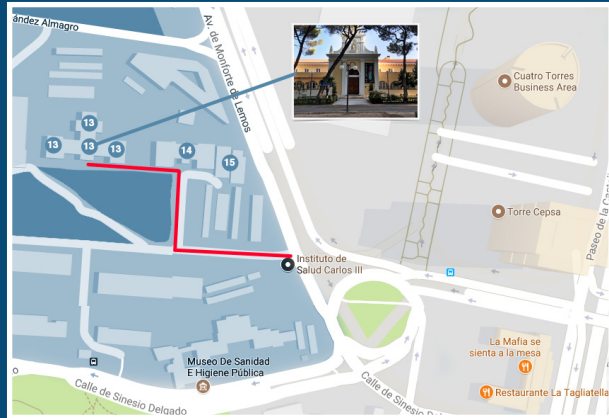 ández Almagro
Av. de Monforte de Lemos
Cuatro Torres
Business Area
13
13
13
13
14
15
Torre Cepsa
Paseo de la Castella
Instituto de
Salud Carlos III
La Mafia se
sienta a la mesa
Museo De Sanidad
E Higiene Pública
Restaurante La Tagliatella
Calle de Sinesio Delgado
Calle de Sinesio De